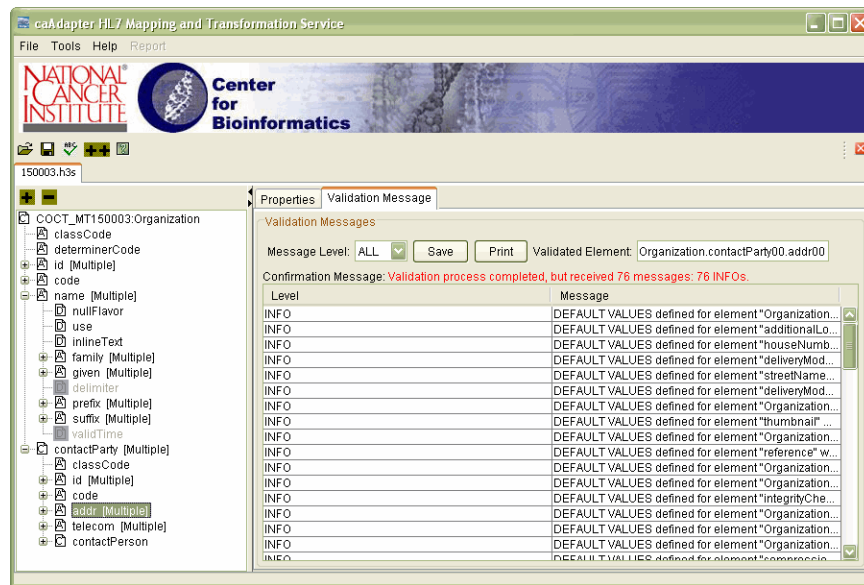 caAdapter HL7 Mapping and Transformation Service
File Tools Help Report
NATIONAL
CANCER
INSTITUTE
Center
for
Bioinformatics
150003.h3s
Properties Validation Message
COCT_MT150003:Organization
classCode
determinerCode
id [Multiple]
code
name [Multiple]
nullFlavor
use
inlineText
family [Multiple]
given [Multiple]
delimiter
prefix [Multiple]
suffix [Multiple]
validTime
contactParty [Multiple]
classCode
id [Multiple]
code
addr [Multiple]
telecom [Multiple]
contactPerson
Validation Messages
Message Level: ALL Save Print Validated Element: Organization.contactParty00.addr00
Confirmation Message: Validation process completed, but received 76 messages: 76 INFOs.
Level Message
INFO DEFAULT VALUES defined for element "Organization...
INFO DEFAULT VALUES defined for element "additionalLo...
INFO DEFAULT VALUES defined for element "houseNumb...
INFO DEFAULT VALUES defined for element "deliveryMod...
INFO DEFAULT VALUES defined for element "streetName...
INFO DEFAULT VALUES defined for element "deliveryMod...
INFO DEFAULT VALUES defined for element "Organization...
INFO DEFAULT VALUES defined for element "thumbnail" ...
INFO DEFAULT VALUES defined for element "Organization...
INFO DEFAULT VALUES defined for element "reference" w...
INFO DEFAULT VALUES defined for element "Organization...
INFO DEFAULT VALUES defined for element "Organization...
INFO DEFAULT VALUES defined for element "integrityChe...
INFO DEFAULT VALUES defined for element "Organization...
INFO DEFAULT VALUES defined for element "Organization...
INFO DEFAULT VALUES defined for element "Organization...
INFO DEFAULT VALUES defined for element "compressio...